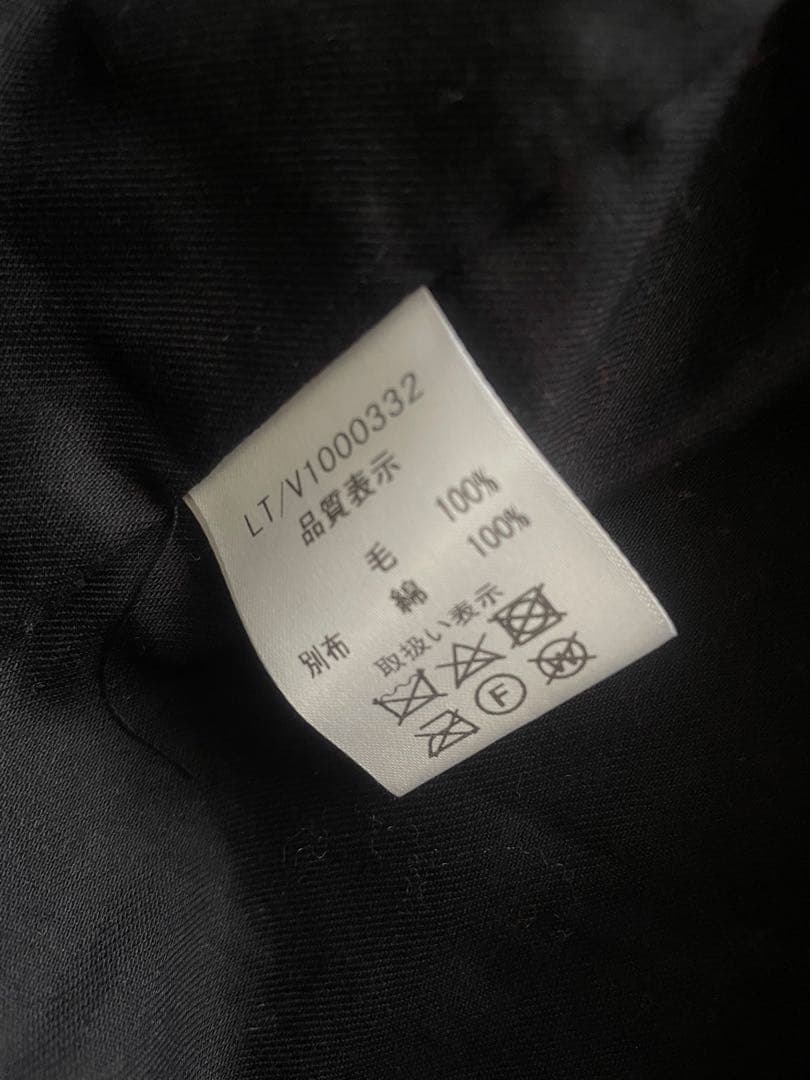 LT/V1000332
品質表示
毛 100%
別布 綿 100%
取扱い表示
F
W